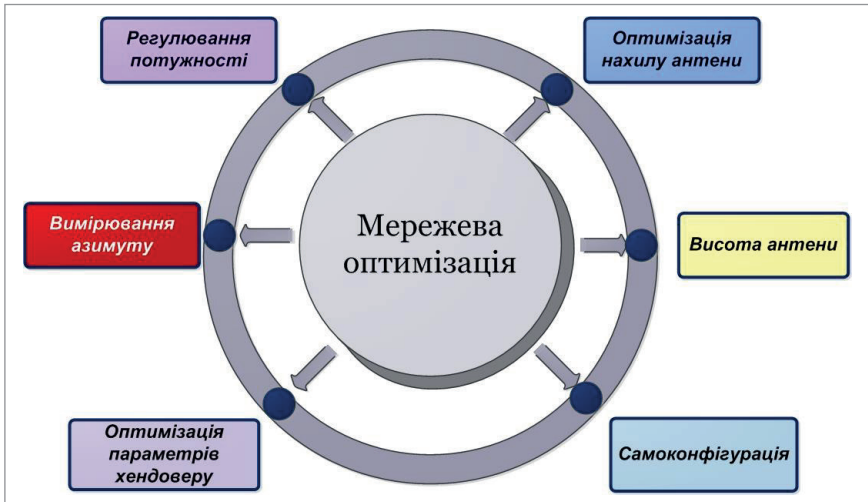 Регулювання
потужності
Оптимізація
нахилу антени
Вимірювання
азимуту
Мережева
оптимізація
Висота антени
Оптимізація
параметрів
хендоверу
Самоконфігурація